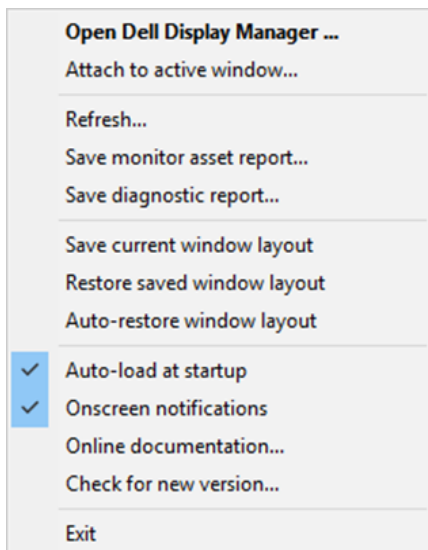 Open Dell Display Manager ...
Attach to active window...
Refresh...
Save monitor asset report...
Save diagnostic report...
Save current window layout
Restore saved window layout
Auto-restore window layout
Auto-load at startup
Onscreen notifications
Online documentation...
Check for new version...
Exit